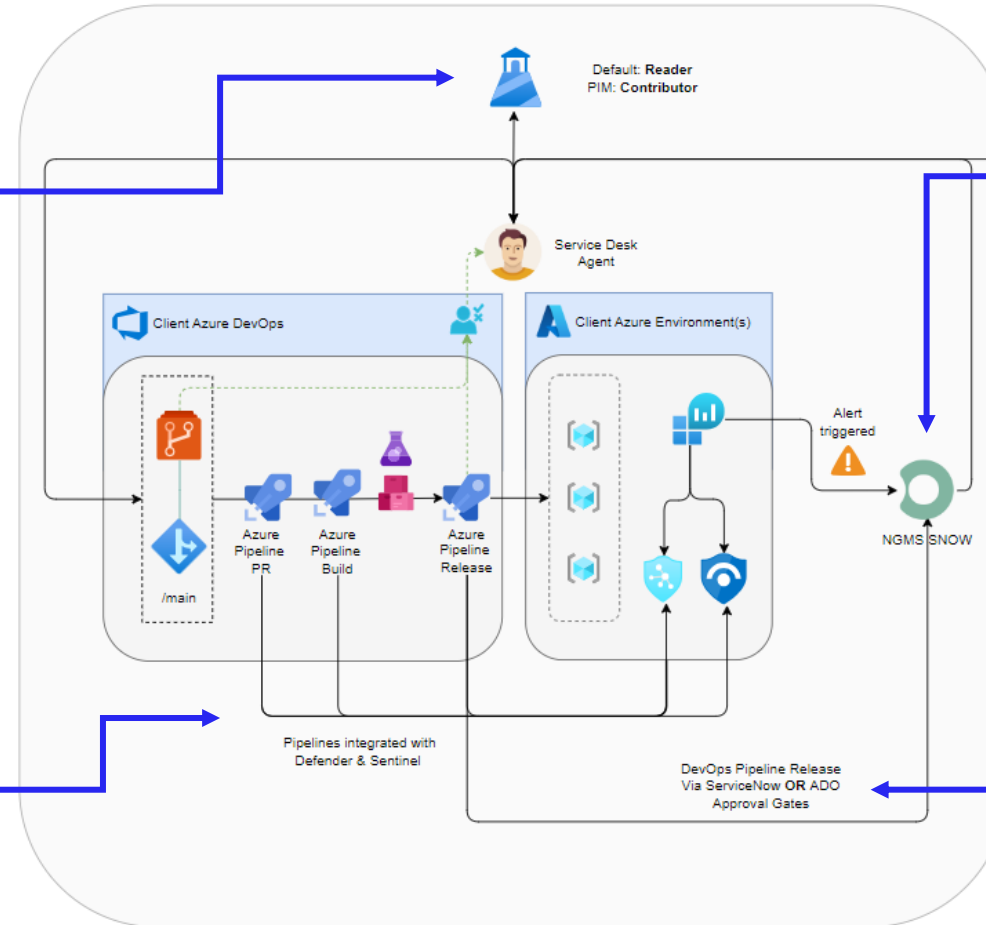 Default: Reader
PIM: Contributor
Service Desk
Agent
Client Azure DevOps
Client Azure Environment(s)
Alert
triggered
Azure
Pipeline
PR
Azure
Pipeline
Build
Azure
Pipeline
Release
NGMS SNOW
/main
Pipelines integrated with
Defender & Sentinel
DevOps Pipeline Release
Via ServiceNow OR ADO
Approval Gates